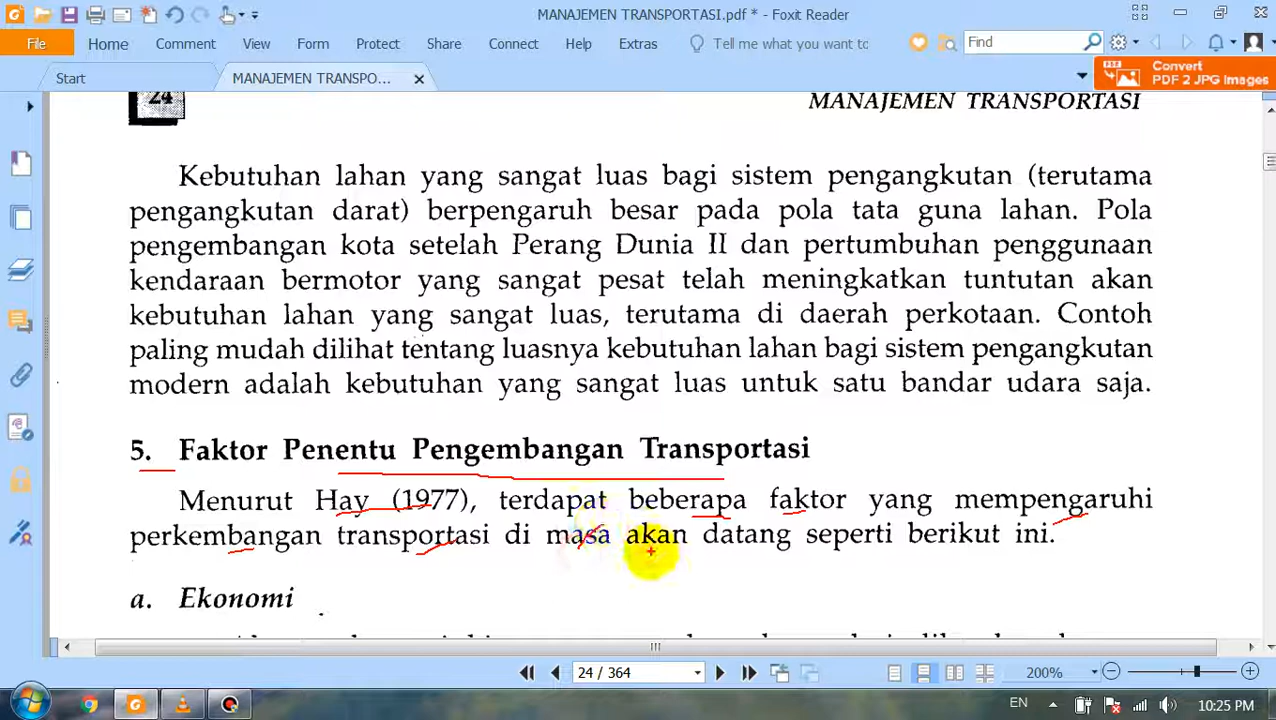 MANAJEMEN TRANSPORTASI.pdf * - Foxit Reader
File Home Comment View Form Protect Share Connect Help Extras Tell me what you want to Find
Start MANAJEMEN TRANSPO... Convert
PDF 2 JPG Images
24 MANAJEMEN TRANSPORTASI
Kebutuhan lahan yang sangat luas bagi sistem pengangkutan (terutama
pengangkutan darat) berpengaruh besar pada pola tata guna lahan. Pola
pengembangan kota setelah Perang Dunia II dan pertumbuhan penggunaan
kendaraan bermotor yang sangat pesat telah meningkatkan tuntutan akan
kebutuhan lahan yang sangat luas, terutama di daerah perkotaan. Contoh
paling mudah dilihat tentang luasnya kebutuhan lahan bagi sistem pengangkutan
modern adalah kebutuhan yang sangat luas untuk satu bandar udara saja.
5. Faktor Penentu Pengembangan Transportasi
Menurut Hay (1977), terdapat beberapa faktor yang mempengaruhi
perkembangan transportasi di masa akan datang seperti berikut ini.
a. Ekonomi
24 / 364 200%
EN 10:25 PM